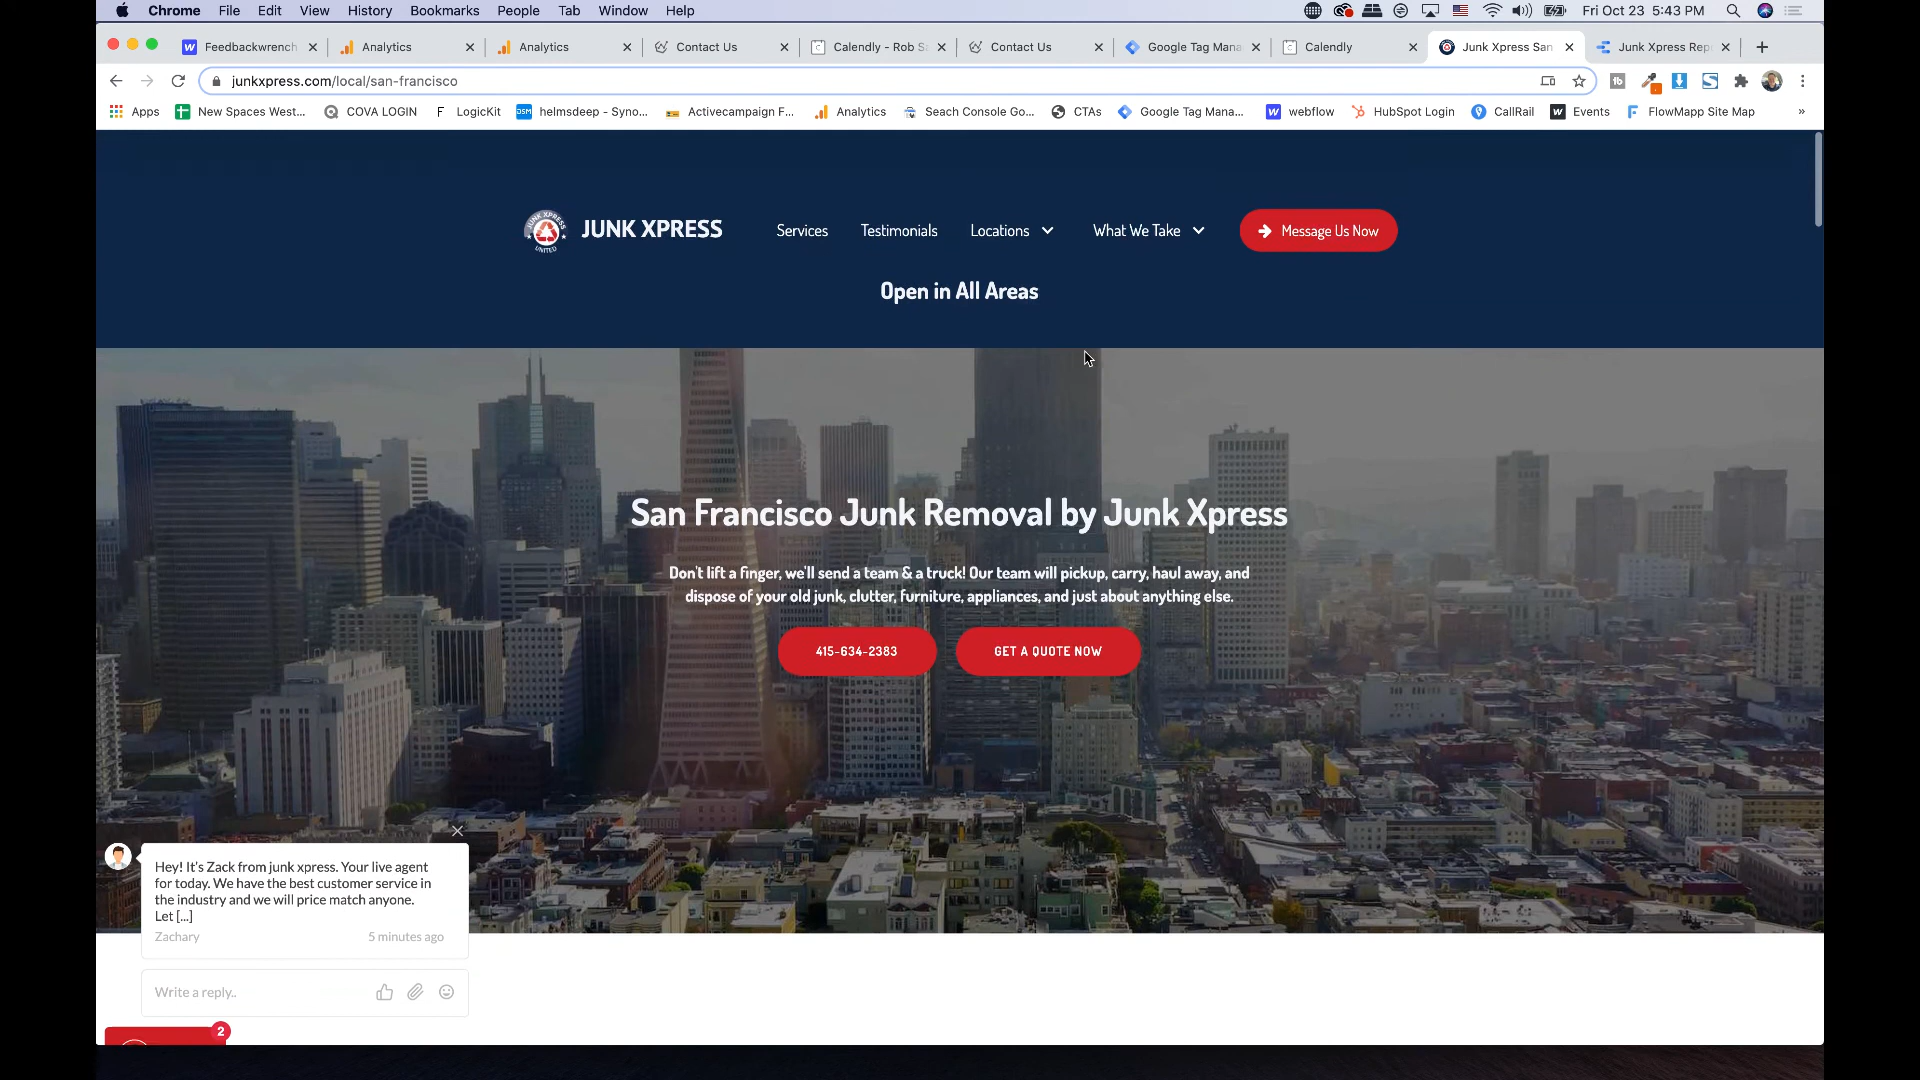 Chrome File Edit View History Bookmarks People Tab Window Help
Fri Oct 23 5:43 PM
Feedbackwrench
Analytics
Analytics
Contact Us
Calendly - Rob S
Contact Us
Google Tag Mana
Calendly
Junk Xpress San
Junk Xpress Rep
junkxpress.com/local/san-francisco
Apps
New Spaces West...
COVA LOGIN
F LogicKit
DSM helmsdeep - Syno...
Activecampaign F...
Analytics
Seach Console Go...
CTAs
Google Tag Mana...
webflow
HubSpot Login
CallRail
Events
FlowMapp Site Map
»
JUNK XPRESS
UNITED
JUNK XPRESS
Services
Testimonials
Locations
What We Take
Message Us Now
Open in All Areas
San Francisco Junk Removal by Junk Xpress
Don't lift a finger, we'll send a team & a truck! Our team will pickup, carry, haul away, and
dispose of your old junk, clutter, furniture, appliances, and just about anything else.
415-634-2383
GET A QUOTE NOW
Hey! It's Zack from junk xpress. Your live agent
for today. We have the best customer service in
the industry and we will price match anyone.
Let [...]
Zachary
5 minutes ago
Write a reply..
2